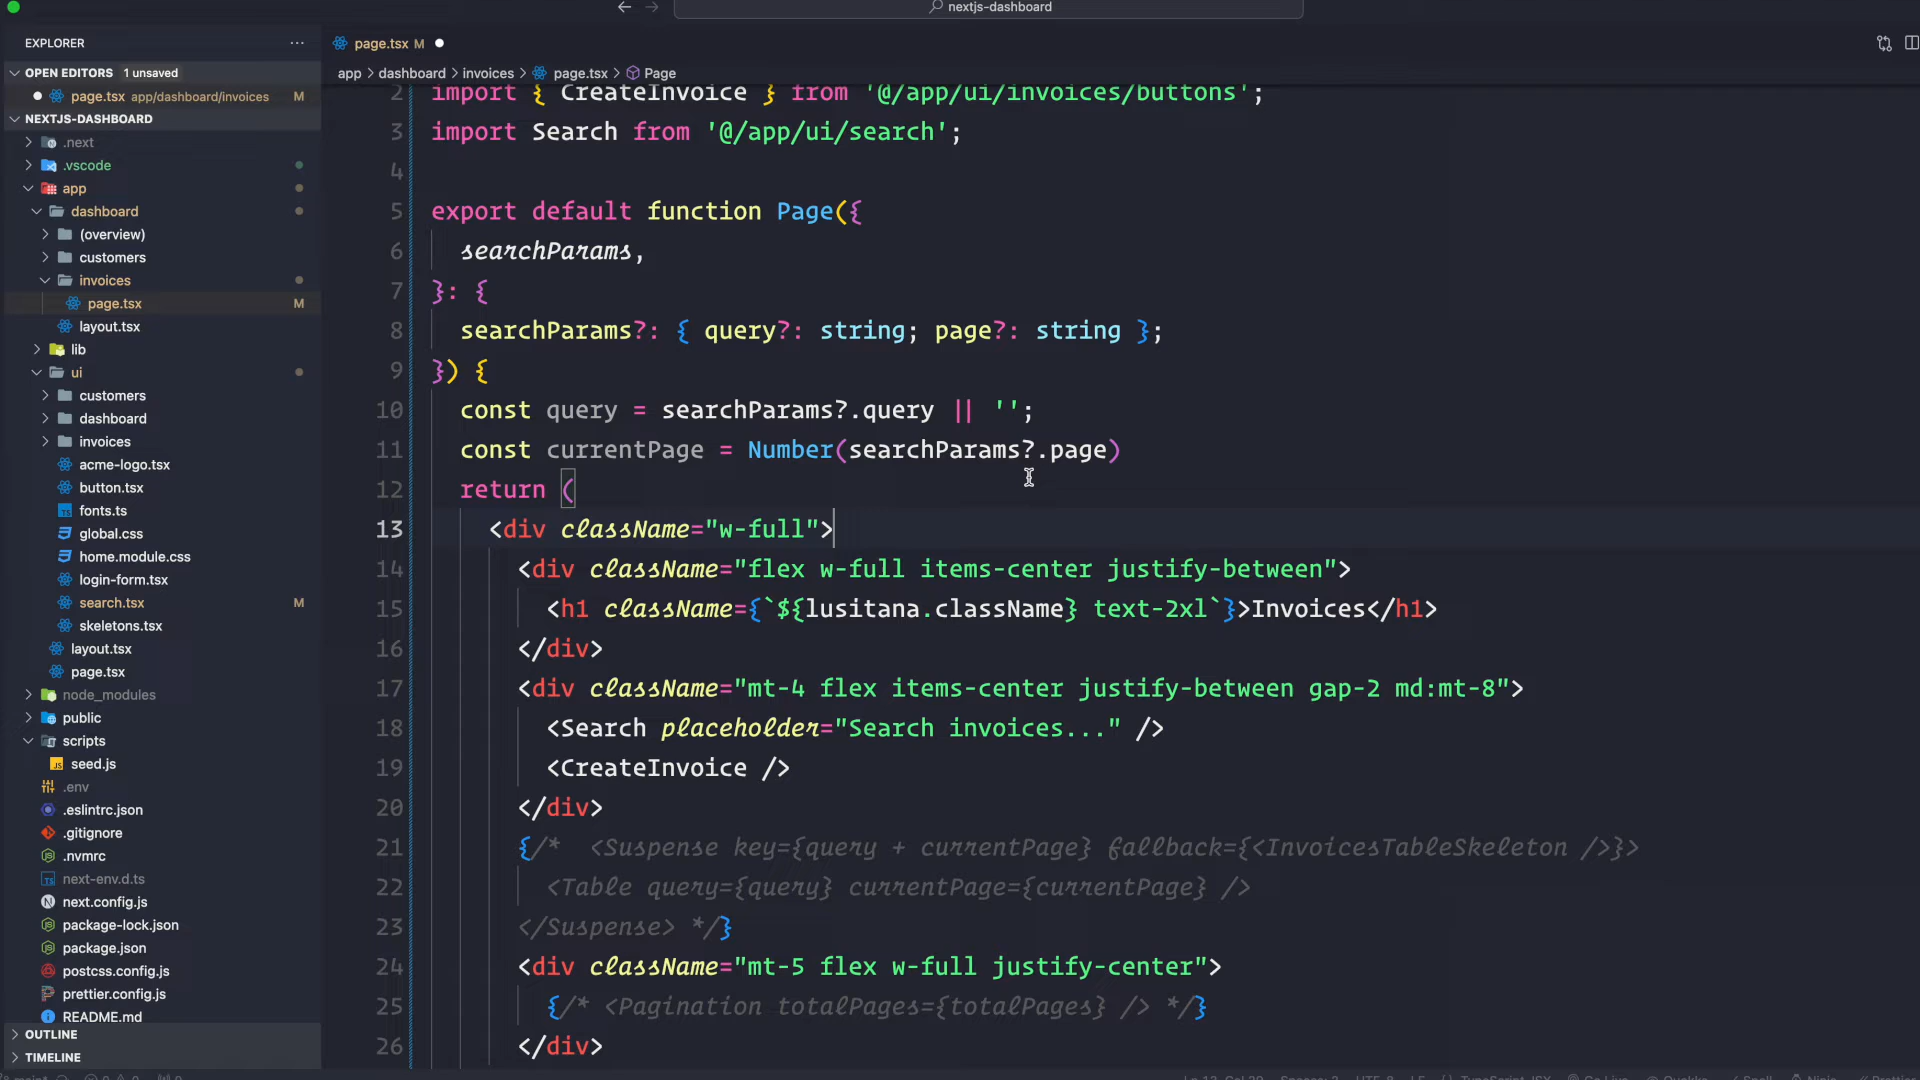 nextjs-dashboard
EXPLORER
page.tsx M
OPEN EDITORS 1 unsaved
page.tsx app/dashboard/invoices M
NEXTJS-DASHBOARD
.next
.vscode
app
dashboard
(overview)
customers
invoices
page.tsx M
layout.tsx
lib
ui
customers
dashboard
invoices
acme-logo.tsx
button.tsx
fonts.ts
global.css
home.module.css
login-form.tsx
search.tsx M
skeletons.tsx
layout.tsx
page.tsx
node_modules
public
scripts
seed.js
.env
.eslintrc.json
.gitignore
.nvmrc
next-env.d.ts
next.config.js
package-lock.json
package.json
postcss.config.js
prettier.config.js
README.md
OUTLINE
TIMELINE
app > dashboard > invoices > page.tsx > Page
2 import { CreateInvoice } from '@/app/ui/invoices/buttons';
3 import Search from '@/app/ui/search';
4
5 export default function Page({
6 searchParams,
7 }: {
8 searchParams?: { query?: string; page?: string };
9 }) {
10 const query = searchParams?.query || '';
11 const currentPage = Number(searchParams?.page)
12 return (
13 <div className="w-full">
14 <div className="flex w-full items-center justify-between">
15 <h1 className={`${lusitana.className} text-2xl`}>Invoices</h1>
16 </div>
17 <div className="mt-4 flex items-center justify-between gap-2 md:mt-8">
18 <Search placeholder="Search invoices..." />
19 <CreateInvoice />
20 </div>
21 {/* <Suspense key={query + currentPage} fallback={<InvoicesTableSkeleton />}>
22 <Table query={query} currentPage={currentPage} />
23 </Suspense> */}
24 <div className="mt-5 flex w-full justify-center">
25 {/* <Pagination totalPages={totalPages} /> */}
26 </div>